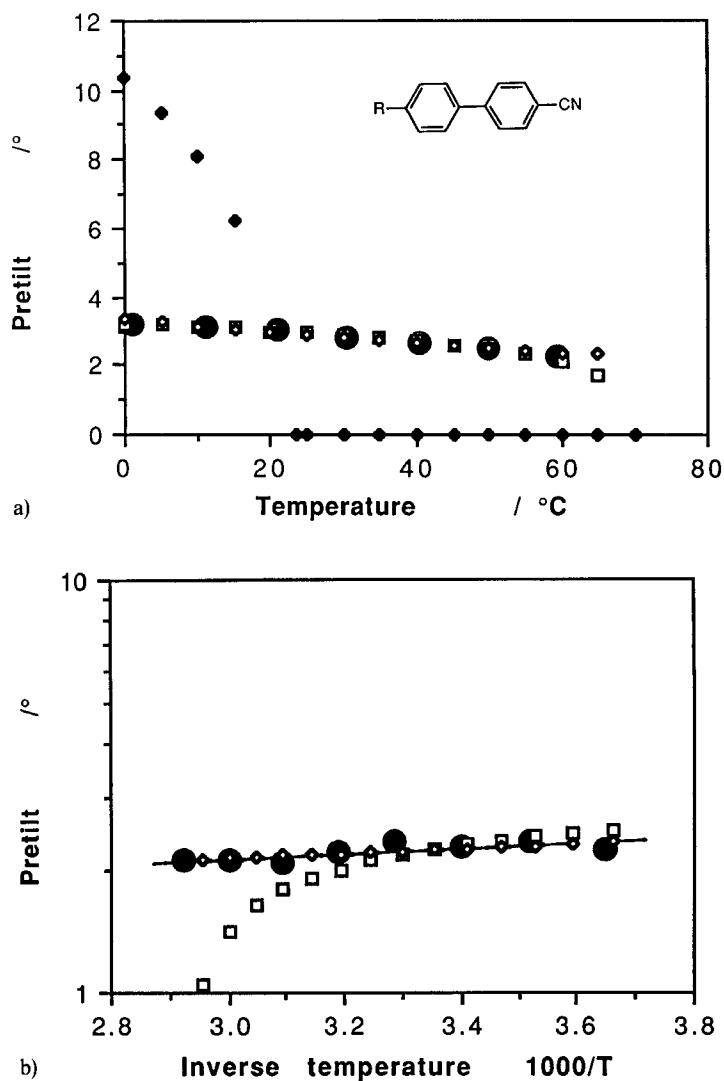 12
10
8
6
4
2
0
Pretilt /°
R
CN
0 20 40 60 80
Temperature / °C
a)
10
1
Pretilt /°
2.8 3.0 3.2 3.4 3.6 3.8
Inverse temperature 1000/T
b)